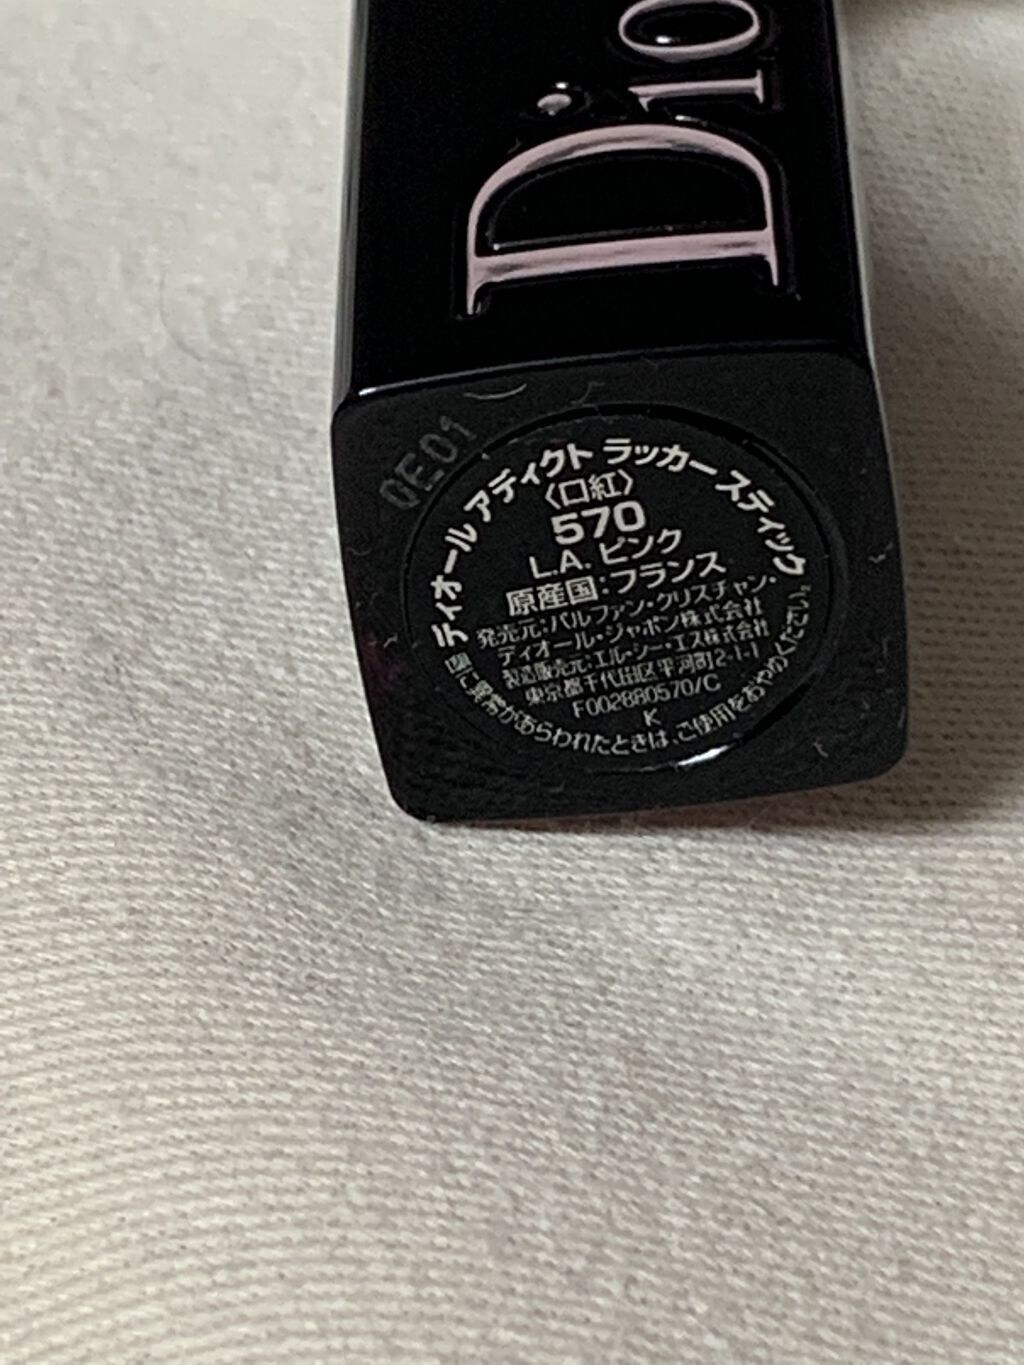 Dio
0E01
ディオール アディクト ラッカー スティック
〈口紅〉
570
L.A. ピンク
原産国:フランス
発売元:パルファン・クリスチャン・
ディオール・ジャポン株式会社
製造販売元:エル・シー・エス株式会社
東京都千代田区平河町2-1-1
F002880570/C
K
唇に異常があらわれたときは、ご使用をおやめください。